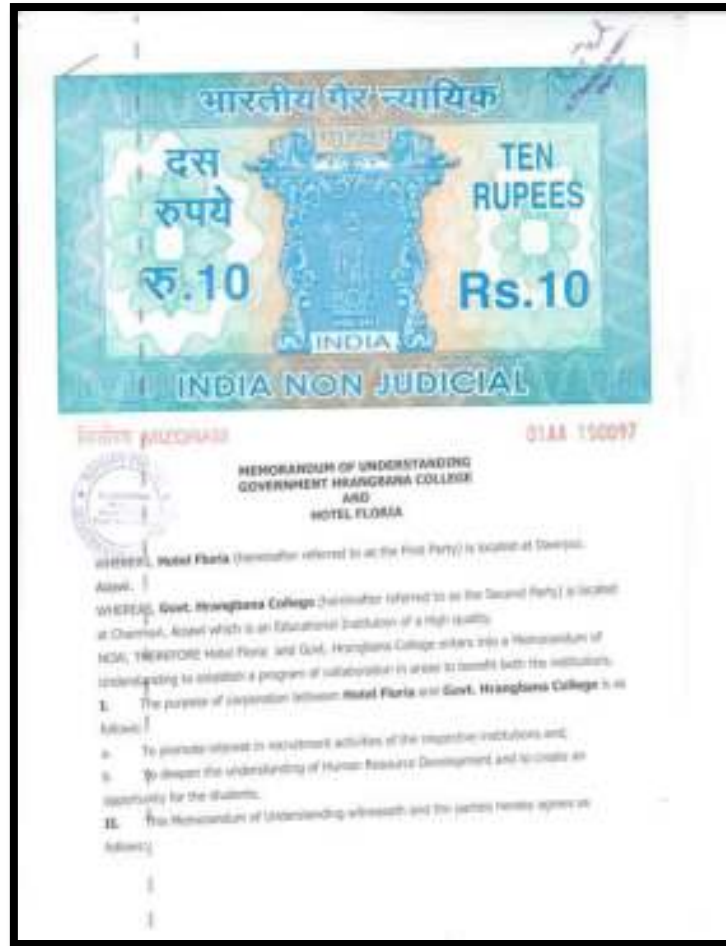 भारतीय गैर न्यायिक
दस
रुपये
रु.10
TEN
RUPEES
Rs.10
INDIA
INDIA NON JUDICIAL
MIZORAM
01AA 150097
MEMORANDUM OF UNDERSTANDING
GOVERNMENT HRANGBANA COLLEGE
AND
HOTEL FLORIA
WHEREAS, Hotel Floria (hereinafter referred to as the First Party) is located at
Aizawl.
WHEREAS, Govt. Hrangbana College (hereinafter referred to as the Second Party) is located
at Chanmari, Aizawl which is an Educational Institution of a High quality.
NOW, THEREFORE Hotel Floria and Govt. Hrangbana College enters into a Memorandum of
Understanding to establish a program of collaboration in areas to benefit both the institutions.
I. The purpose of corporation between Hotel Floria and Govt. Hrangbana College is as
follows:
a. To promote interest in recruitment activities of the respective institutions and;
b. To deepen the understanding of Human Resource Development and to create an
opportunity for the students.
II. This Memorandum of Understanding witnesseth and the parties hereby agrees as
follows: